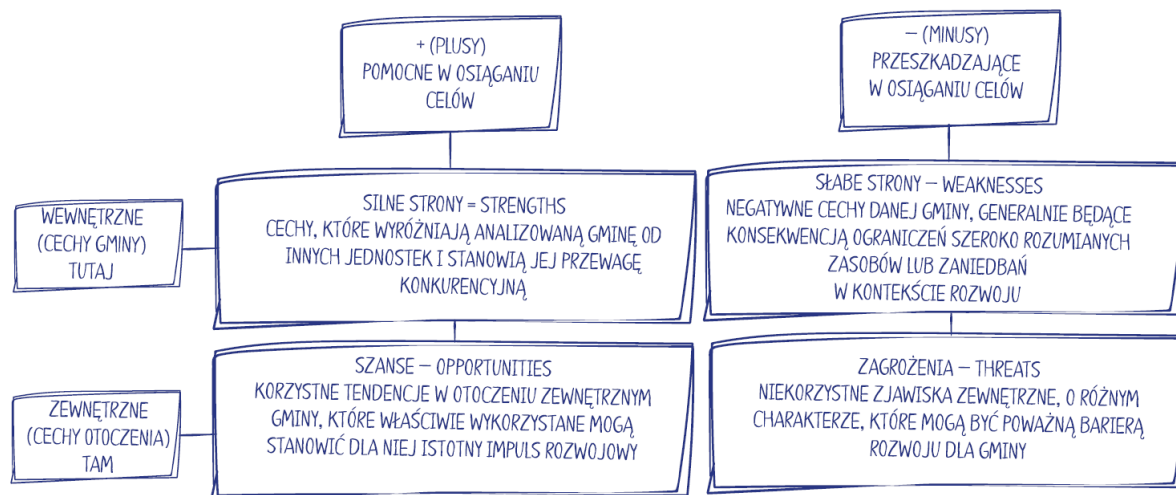 + (PLUSY)
POMOCNE W OSIĄGANIU
CELÓW
– (MINUSY)
PRZESZKADZAJĄCE
W OSIĄGANIU CELÓW
WEWNĘTRZNE
(CECHY GMINY)
TUTAJ
SILNE STRONY = STRENGTHS
CECHY, KTÓRE WYRÓŻNIAJĄ ANALIZOWANĄ GMINĘ OD
INNYCH JEDNOSTEK I STANOWIĄ JEJ PRZEWAGĘ
KONKURENCYJNĄ
SŁABE STRONY – WEAKNESSES
NEGATYWNE CECHY DANEJ GMINY, GENERALNIE BĘDĄCE
KONSEKWENCJĄ OGRANICZEŃ SZEROKO ROZUMIANYCH
ZASOBÓW LUB ZANIEDBAŃ
W KONTEKŚCIE ROZWOJU
ZEWNĘTRZNE
(CECHY OTOCZENIA)
TAM
SZANSE – OPPORTUNITIES
KORZYSTNE TENDENCJE W OTOCZENIU ZEWNĘTRZNYM
GMINY, KTÓRE WŁAŚCIWIE WYKORZYSTANE MOGĄ
STANOWIĆ DLA NIEJ ISTOTNY IMPULS ROZWOJOWY
ZAGROŻENIA – THREATS
NIEKORZYSTNE ZJAWISKA ZEWNĘTRZNE, O RÓŻNYM
CHARAKTERZE, KTÓRE MOGĄ BYĆ POWAŻNĄ BARIERĄ
ROZWOJU DLA GMINY